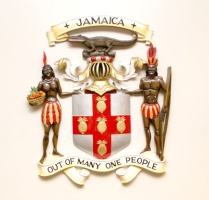 + JAMAICA +
OUT OF MANY ONE PEOPLE